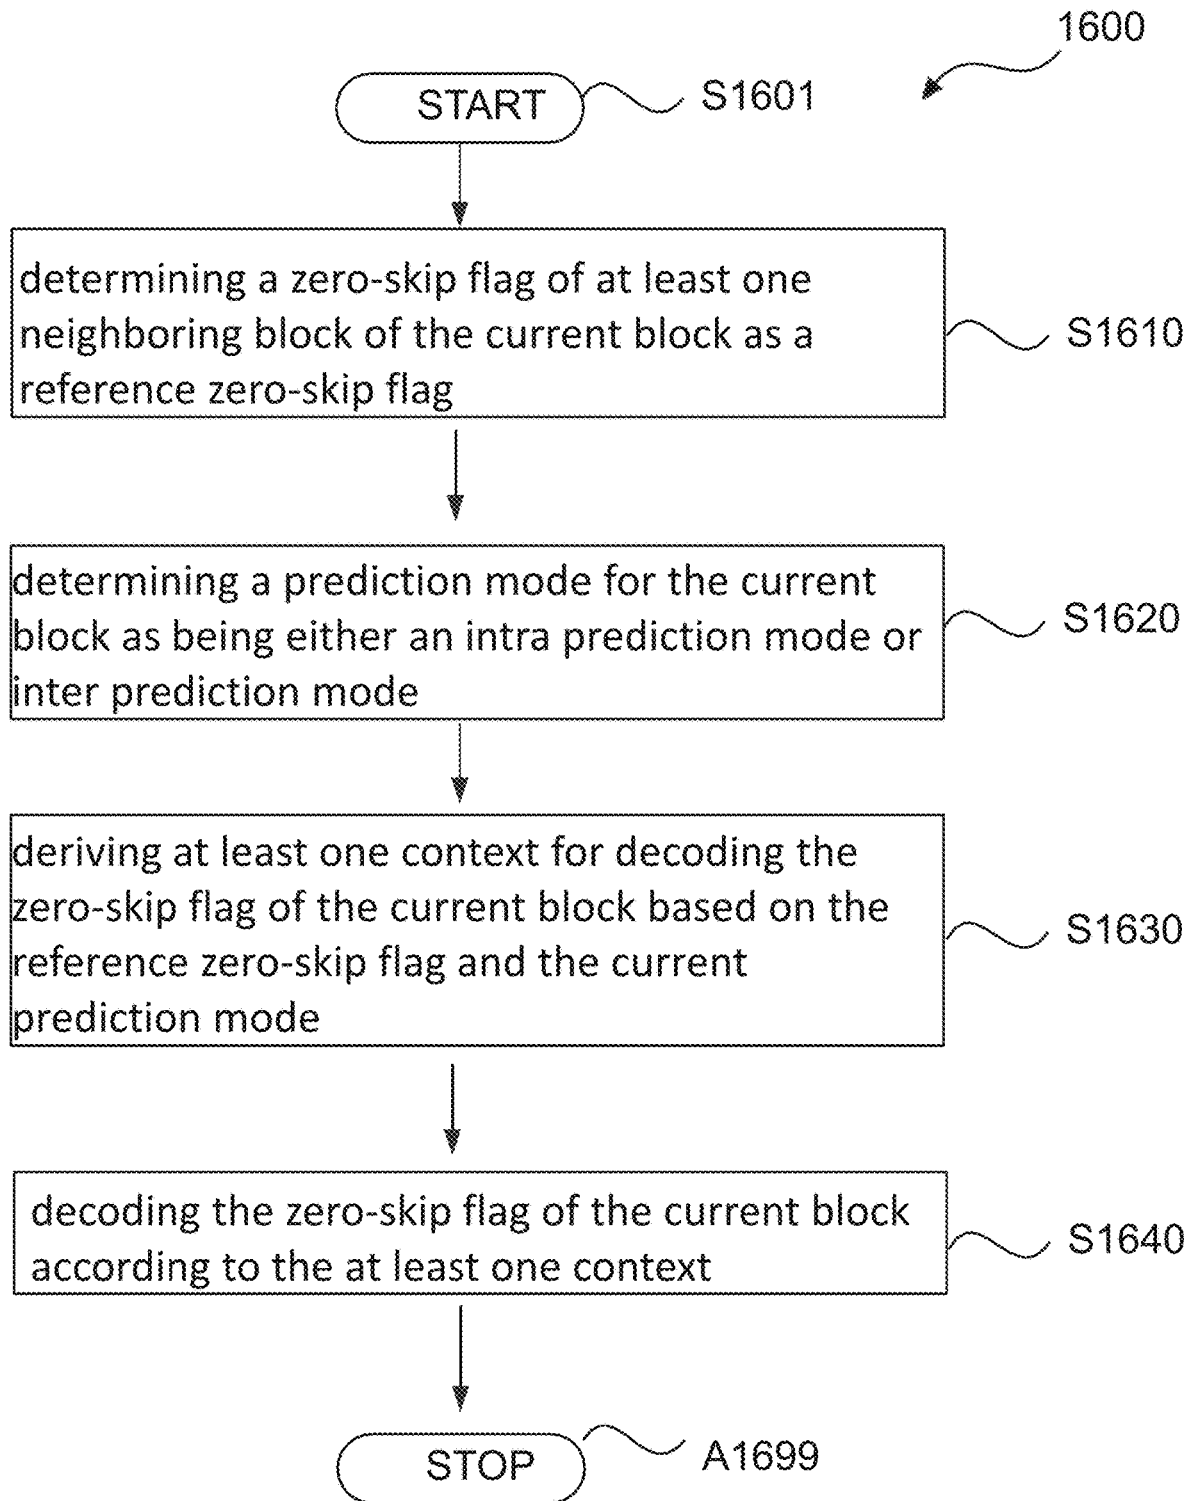 1600
START
S1601
determining a zero-skip flag of at least one
neighboring block of the current block as a
reference zero-skip flag
S1610
determining a prediction mode for the current
block as being either an intra prediction mode or
inter prediction mode
S1620
deriving at least one context for decoding the
zero-skip flag of the current block based on the
reference zero-skip flag and the current
prediction mode
S1630
decoding the zero-skip flag of the current block
according to the at least one context
S1640
STOP
A1699